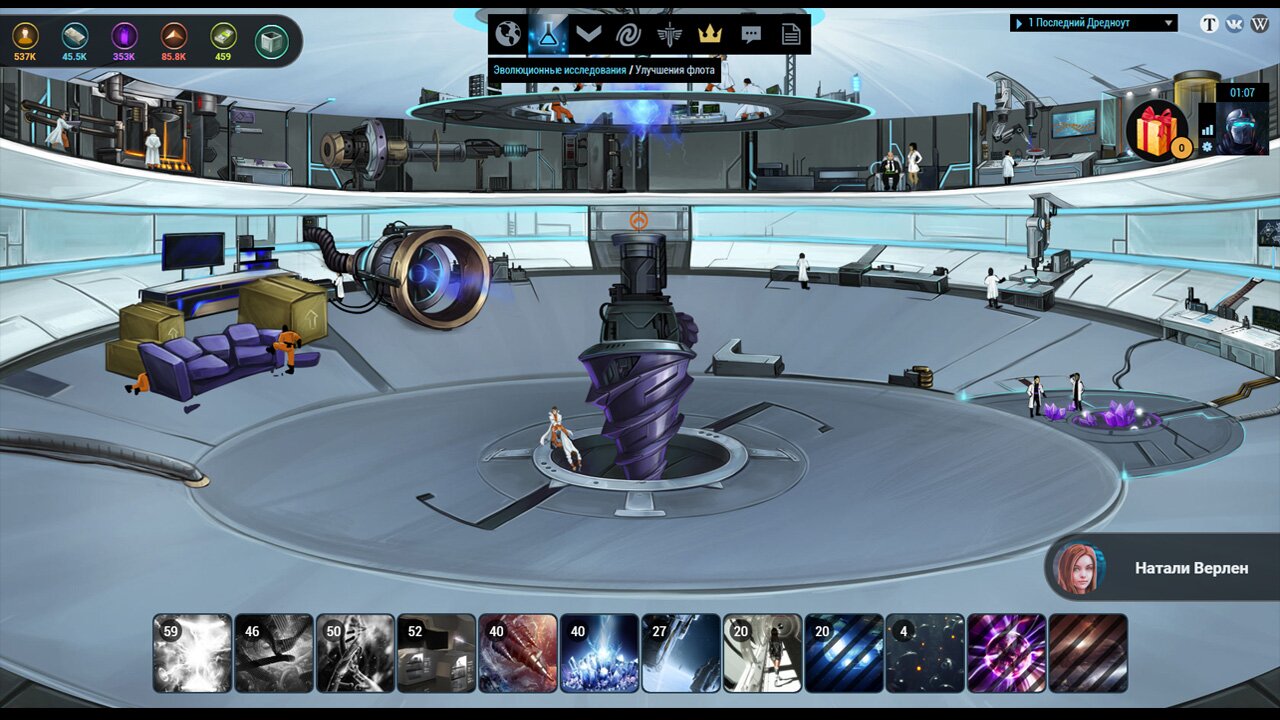 1 Последний Дредноут
T
W
537K
45.5K
353K
85.8K
459
Эволюционные исследования / Улучшения флота
01:07
0
Натали Верлен
59
46
50
52
40
40
27
20
20
4